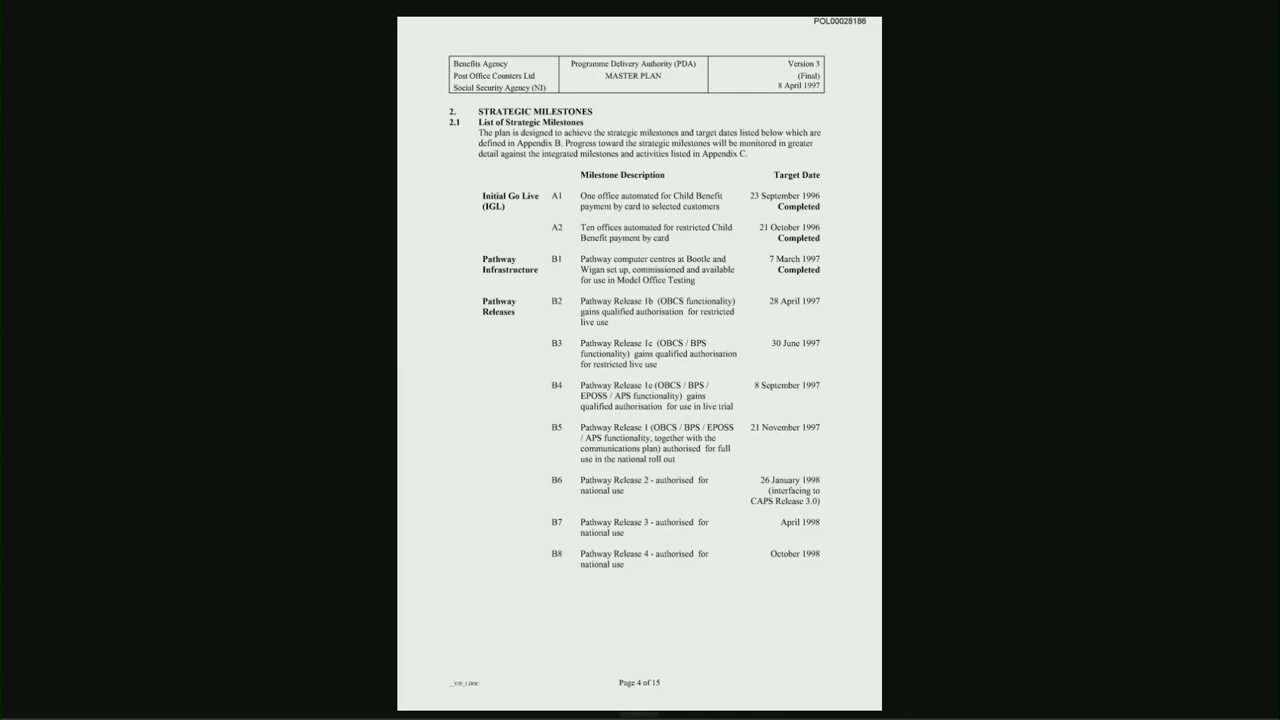 POL00028186
Benefits Agency
Post Office Counters Ltd
Social Security Agency (NI)
Programme Delivery Authority (PDA)
MASTER PLAN
Version 3
(Final)
8 April 1997
2. STRATEGIC MILESTONES
2.1 List of Strategic Milestones
The plan is designed to achieve the strategic milestones and target dates listed below which are
defined in Appendix B. Progress toward the strategic milestones will be monitored in greater
detail against the integrated milestones and activities listed in Appendix C.
Milestone Description Target Date
Initial Go Live A1 One office automated for Child Benefit 23 September 1996
(IGL) payment by card to selected customers Completed
A2 Ten offices automated for restricted Child 21 October 1996
Benefit payment by card Completed
Pathway B1 Pathway computer centres at Bootle and 7 March 1997
Infrastructure Wigan set up, commissioned and available Completed
for use in Model Office Testing
Pathway B2 Pathway Release 1b (OBCS functionality) 28 April 1997
Releases gains qualified authorisation for restricted
live use
B3 Pathway Release 1c (OBCS / BPS 30 June 1997
functionality) gains qualified authorisation
for restricted live use
B4 Pathway Release 1e (OBCS / BPS / 8 September 1997
EPOSS / APS functionality) gains
qualified authorisation for use in live trial
B5 Pathway Release 1 (OBCS / BPS / EPOSS 21 November 1997
/ APS functionality, together with the
communications plan) authorised for full
use in the national roll out
B6 Pathway Release 2 - authorised for 26 January 1998
national use (interfacing to
CAPS Release 3.0)
B7 Pathway Release 3 - authorised for April 1998
national use
B8 Pathway Release 4 - authorised for October 1998
national use
Page 4 of 15